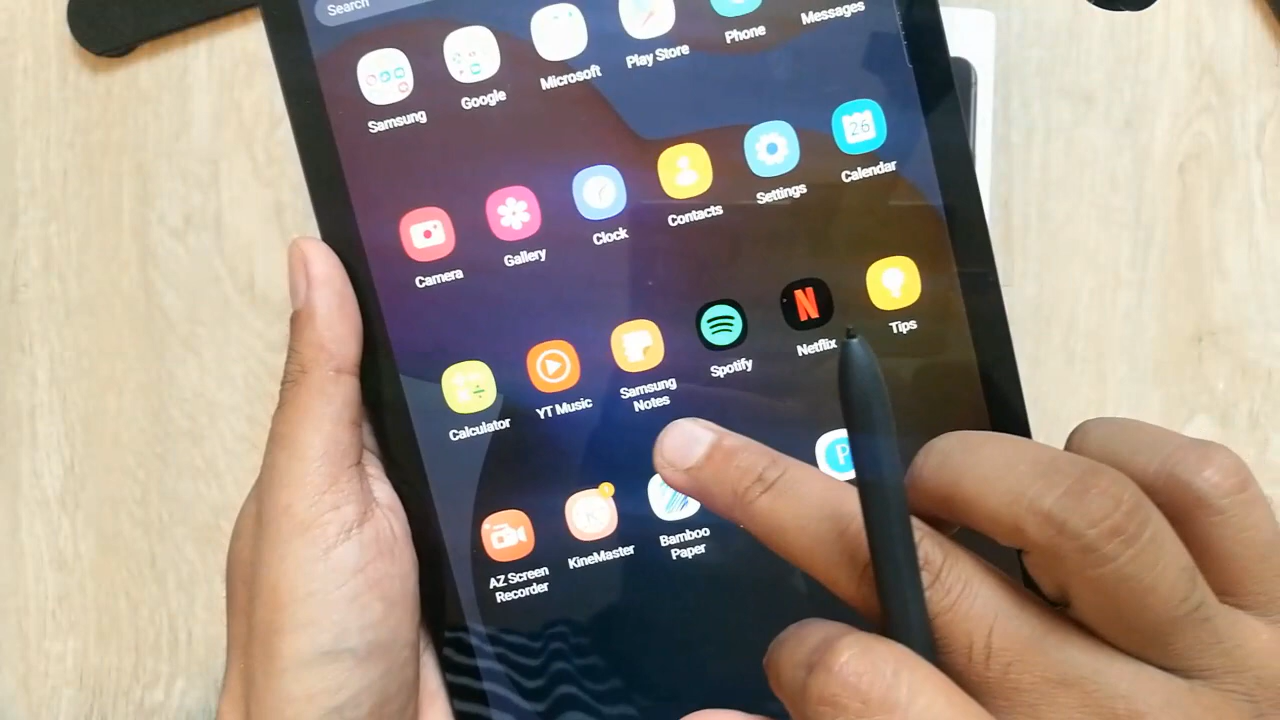 Search
Samsung
Google
Microsoft
Play Store
Phone
Messages
Camera
Gallery
Clock
Contacts
Settings
26
Calendar
Calculator
YT Music
Samsung
Notes
Spotify
N
Netflix
Tips
AZ Screen
Recorder
K
KineMaster
Bamboo
Paper
P